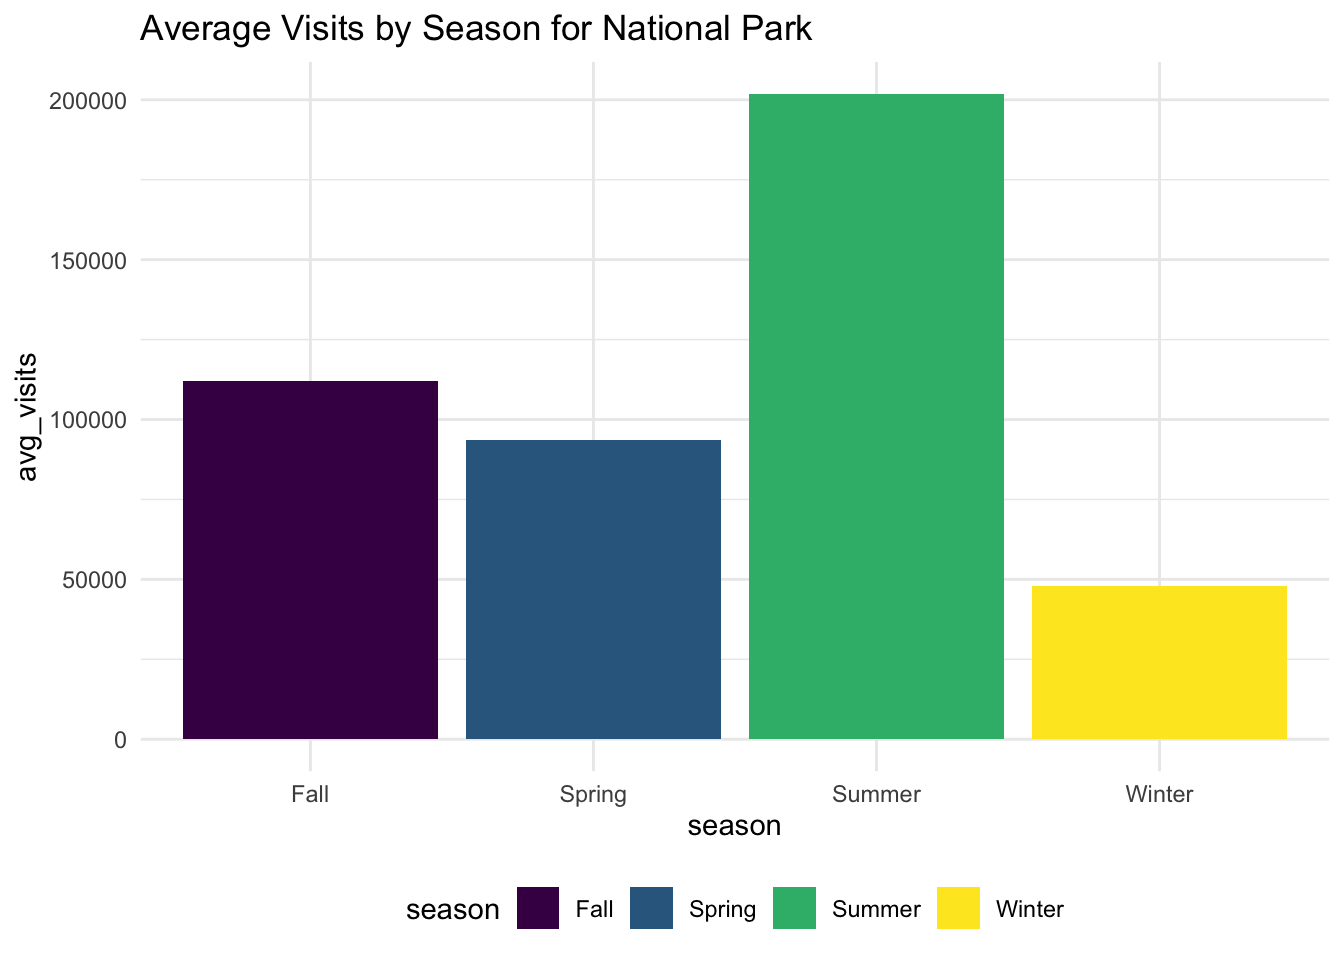 Average Visits by Season for National Park
200000
150000
100000
50000
0
avg_visits
Fall Spring Summer Winter
season
season Fall Spring Summer Winter